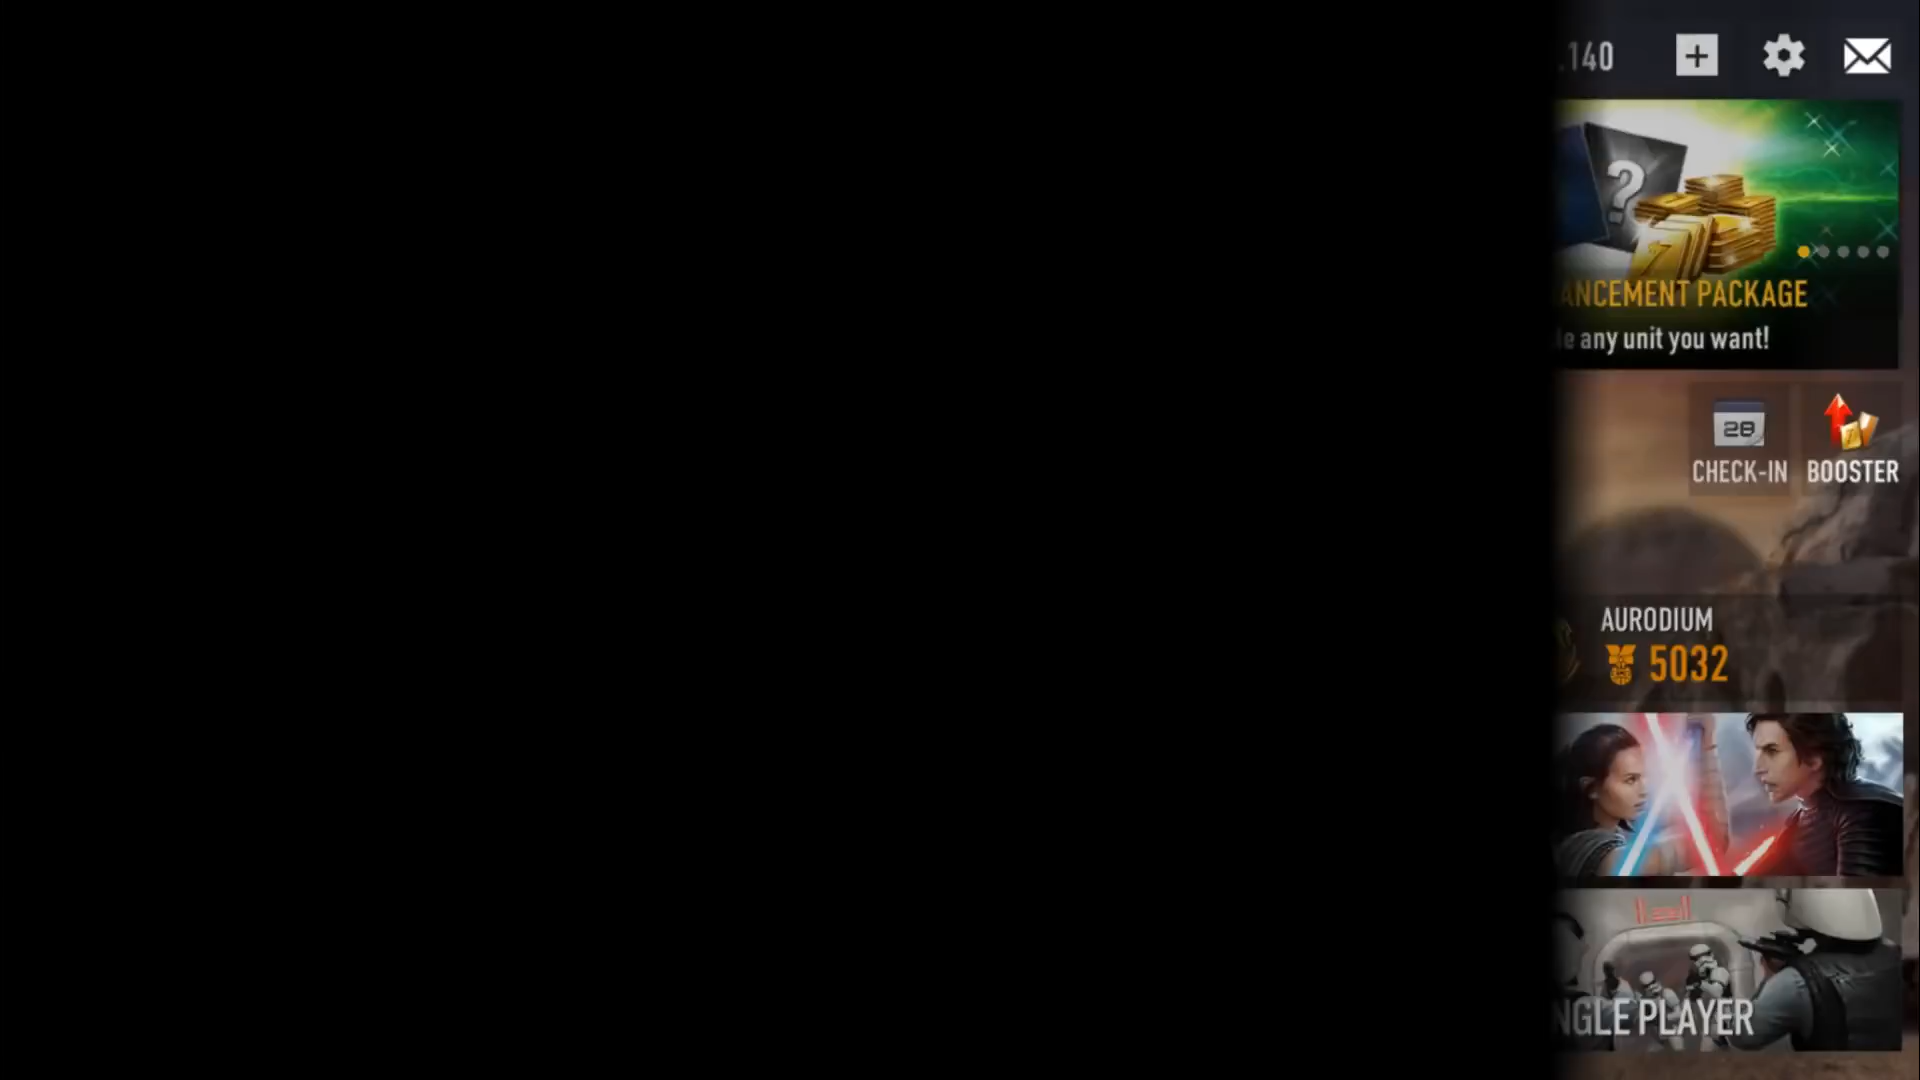 .140
?
ANCEMENT PACKAGE
any unit you want!
28
CHECK-IN
BOOSTER
AURODIUM
5032
NGLE PLAYER